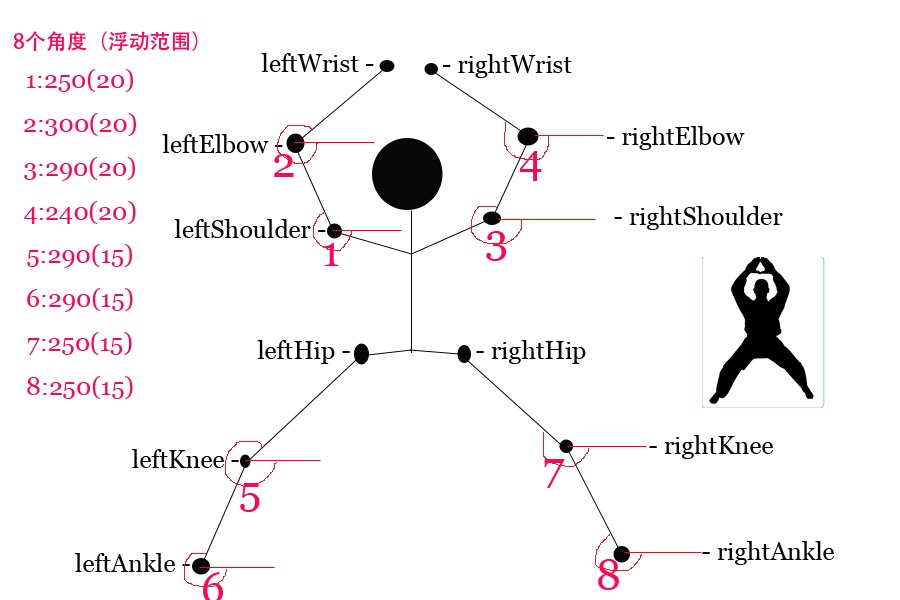 8个角度（浮动范围）
1:250(20)
2:300(20)
3:290(20)
4:240(20)
5:290(15)
6:290(15)
7:250(15)
8:250(15)
leftWrist - - rightWrist
leftElbow - - rightElbow
2 4
leftShoulder - - rightShoulder
1 3
leftHip - - rightHip
leftKnee - - rightKnee
5 7
leftAnkle - - rightAnkle
6 8